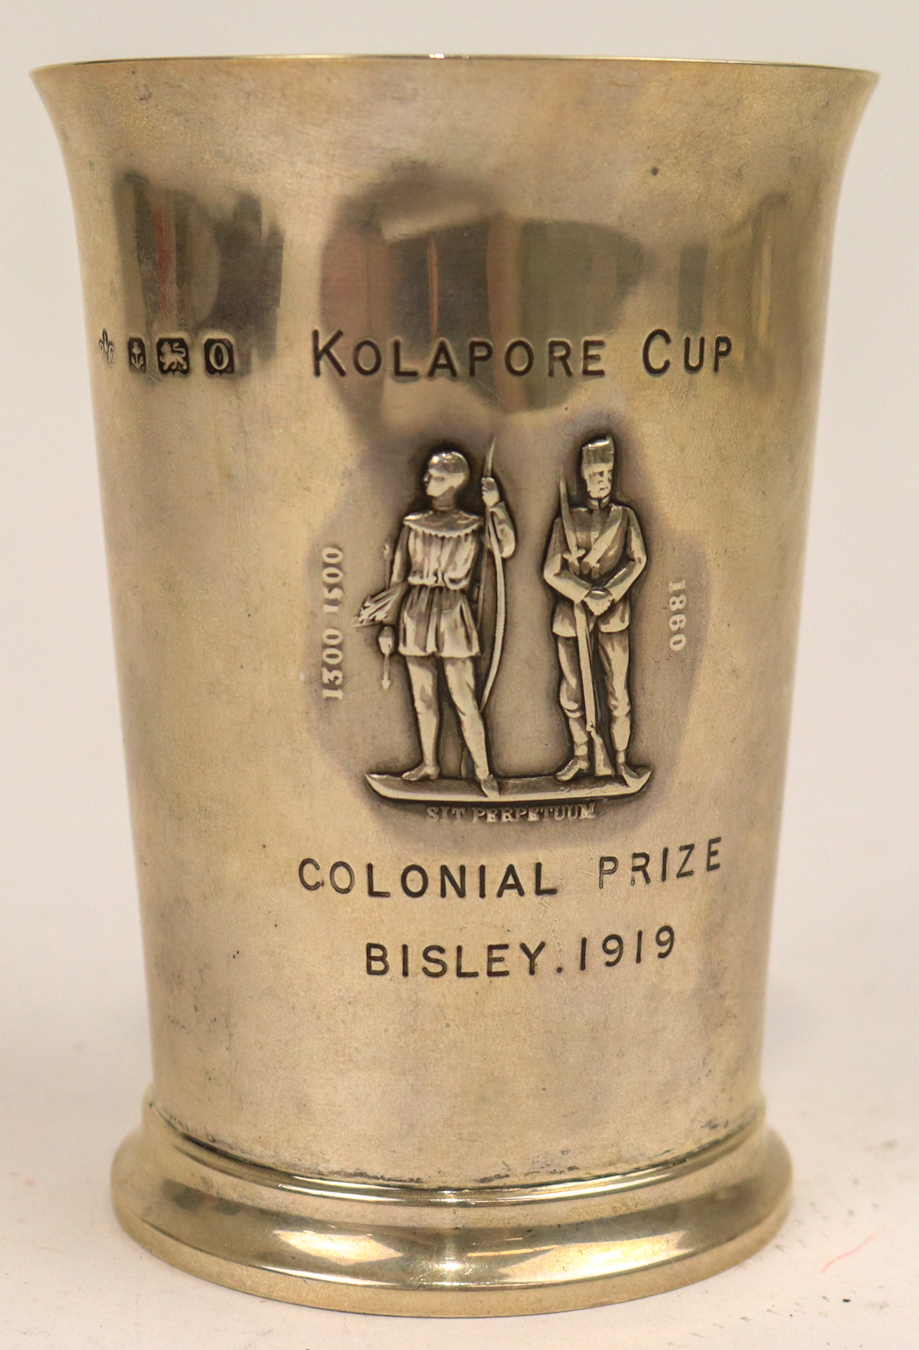 O KOLAPORE CUP
1300 1500
1860
SIT PERPETUUM
COLONIAL PRIZE
BISLEY. 1919